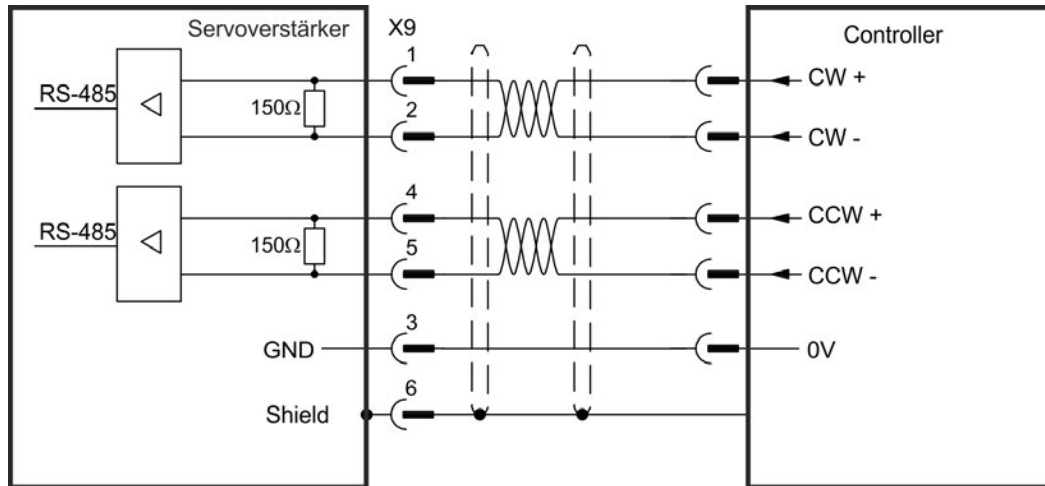 Servoverstärker X9 Controller
1
RS-485 150Ω CW +
2
CW -
4
RS-485 150Ω CCW +
5
CCW -
3
GND 0V
6
Shield